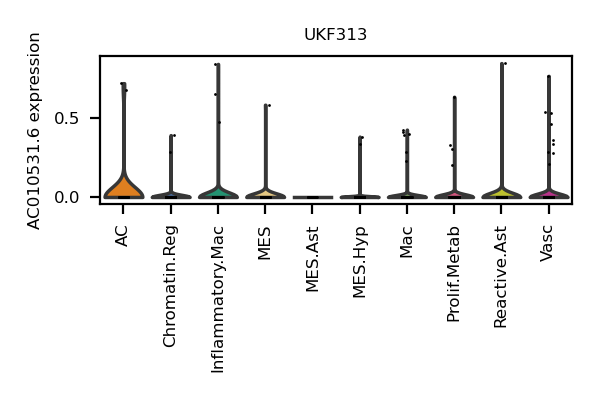 UKF313
AC010531.6 expression
0.5
0.0
AC
Chromatin.Reg
Inflammatory.Mac
MES
MES.Ast
MES.Hyp
Mac
Prolif.Metab
Reactive.Ast
Vasc